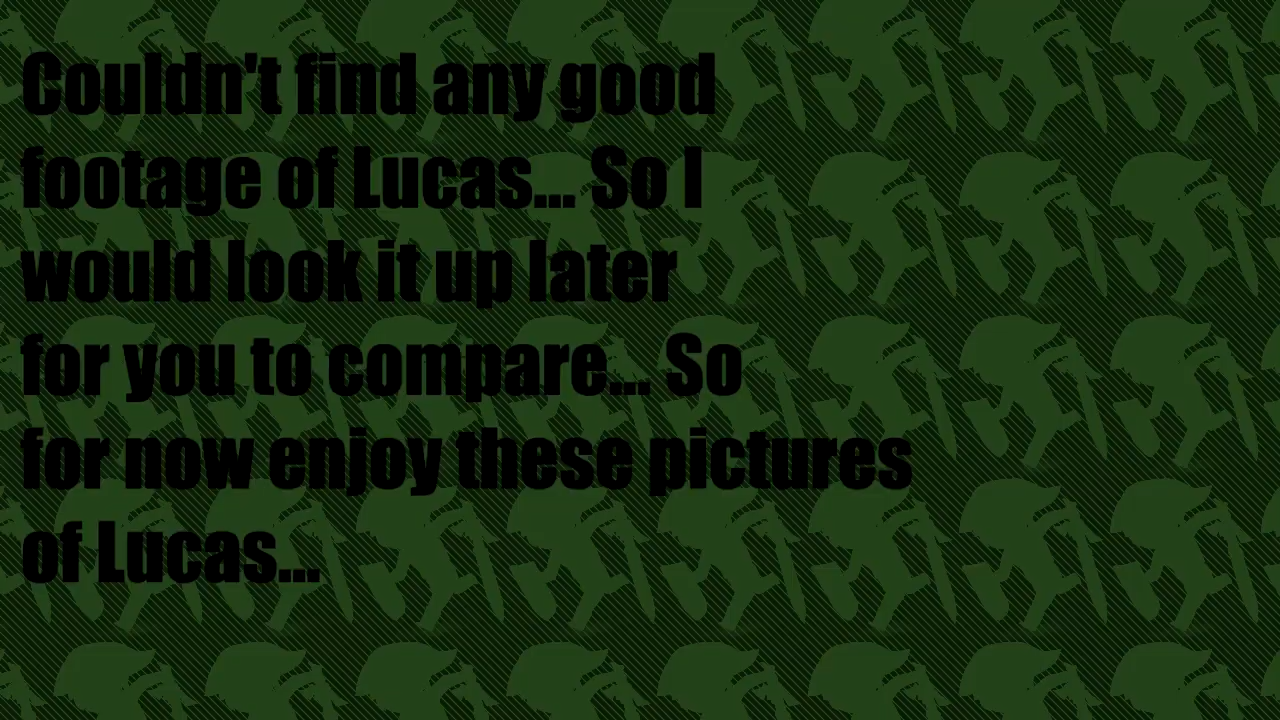 Couldn't find any good
footage of Lucas... So I
would look it up later
for you to compare... So
for now enjoy these pictures
of Lucas...